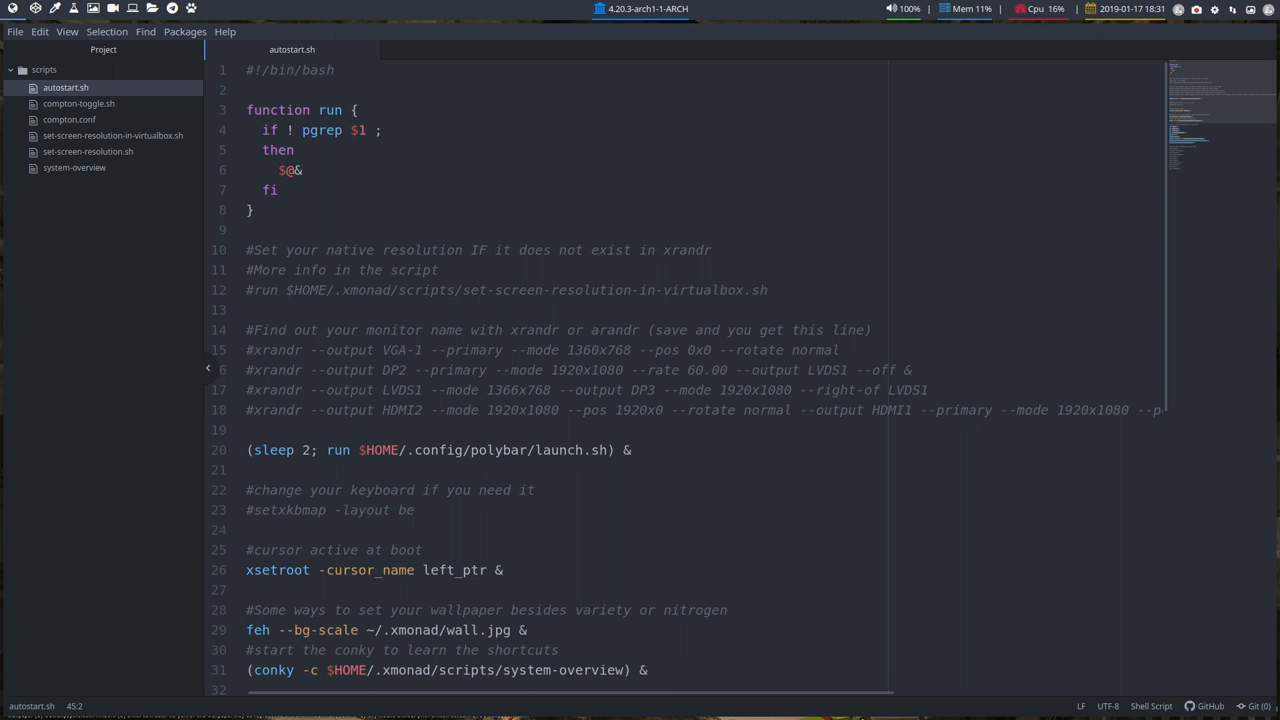 4.20.3-arch1-1-ARCH
100%
Mem 11%
Cpu 16%
2019-01-17 18:31
File Edit View Selection Find Packages Help
Project
autostart.sh
scripts
autostart.sh
compton-toggle.sh
compton.conf
set-screen-resolution-in-virtualbox.sh
set-screen-resolution.sh
system-overview
1 #!/bin/bash
2
3 function run {
4 if ! pgrep $1 ;
5 then
6 $@&
7 fi
8 }
9
10 #Set your native resolution IF it does not exist in xrandr
11 #More info in the script
12 #run $HOME/.xmonad/scripts/set-screen-resolution-in-virtualbox.sh
13
14 #Find out your monitor name with xrandr or arandr (save and you get this line)
15 #xrandr --output VGA-1 --primary --mode 1360x768 --pos 0x0 --rotate normal
16 #xrandr --output DP2 --primary --mode 1920x1080 --rate 60.00 --output LVDS1 --off &
17 #xrandr --output LVDS1 --mode 1366x768 --output DP3 --mode 1920x1080 --right-of LVDS1
18 #xrandr --output HDMI2 --mode 1920x1080 --pos 1920x0 --rotate normal --output HDMI1 --primary --mode 1920x1080 --p
19
20 (sleep 2; run $HOME/.config/polybar/launch.sh) &
21
22 #change your keyboard if you need it
23 #setxkbmap -layout be
24
25 #cursor active at boot
26 xsetroot -cursor_name left_ptr &
27
28 #Some ways to set your wallpaper besides variety or nitrogen
29 feh --bg-scale ~/.xmonad/wall.jpg &
30 #start the conky to learn the shortcuts
31 (conky -c $HOME/.xmonad/scripts/system-overview) &
32
autostart.sh 45:2
LF UTF-8 Shell Script GitHub Git (0)